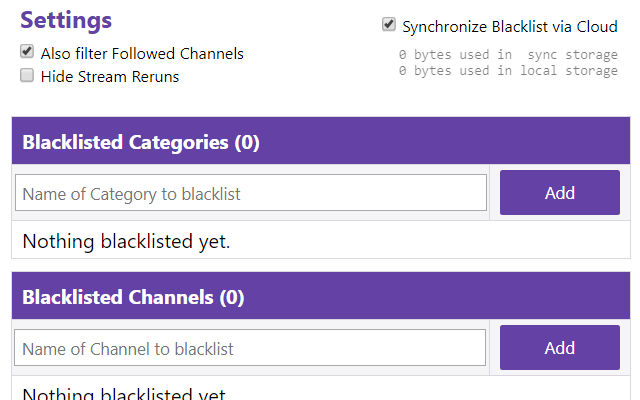 Settings
Synchronize Blacklist via Cloud
Also filter Followed Channels
Hide Stream Reruns
0 bytes used in  sync storage
0 bytes used in local storage
Blacklisted Categories (0)
Name of Category to blacklist
Add
Nothing blacklisted yet.
Blacklisted Channels (0)
Name of Channel to blacklist
Add
Nothing blacklisted yet.